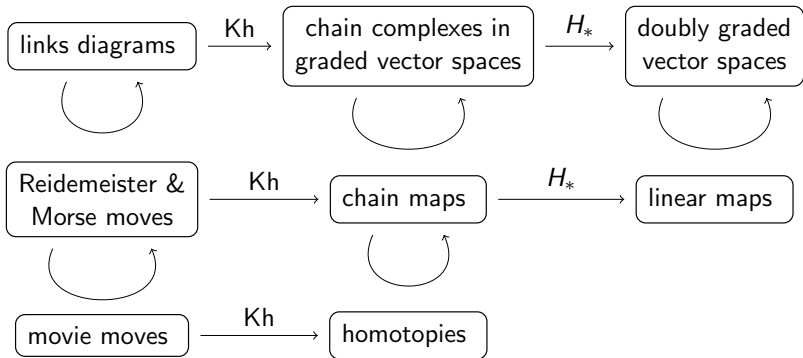 links diagrams
Kh
chain complexes in
graded vector spaces
H*
doubly graded
vector spaces
Reidemeister &
Morse moves
Kh
chain maps
H*
linear maps
movie moves
Kh
homotopies